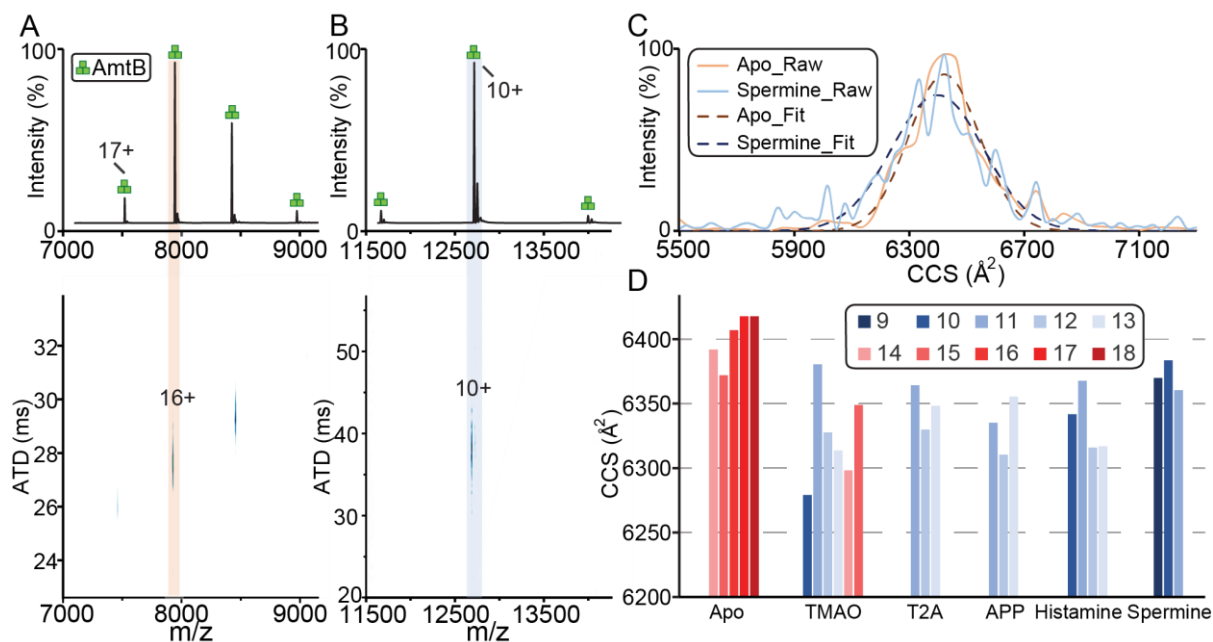 A
100
Intensity (%)
0
AmtB
17+
7000
8000
9000
ATD (ms)
32
30
28
26
24
16+
7000
8000
9000
m/z
B
100
Intensity (%)
0
10+
11500
12500
13500
ATD (ms)
50
40
30
20
10+
11500
12500
13500
m/z
C
100
Intensity (%)
0
Apo_Raw
Spermine_Raw
Apo_Fit
Spermine_Fit
5500
5900
6300
6700
7100
CCS (Å²)
D
CCS (Å²)
6400
6350
6300
6250
6200
9 10 11 12 13
14 15 16 17 18
Apo TMAO T2A APP Histamine Spermine